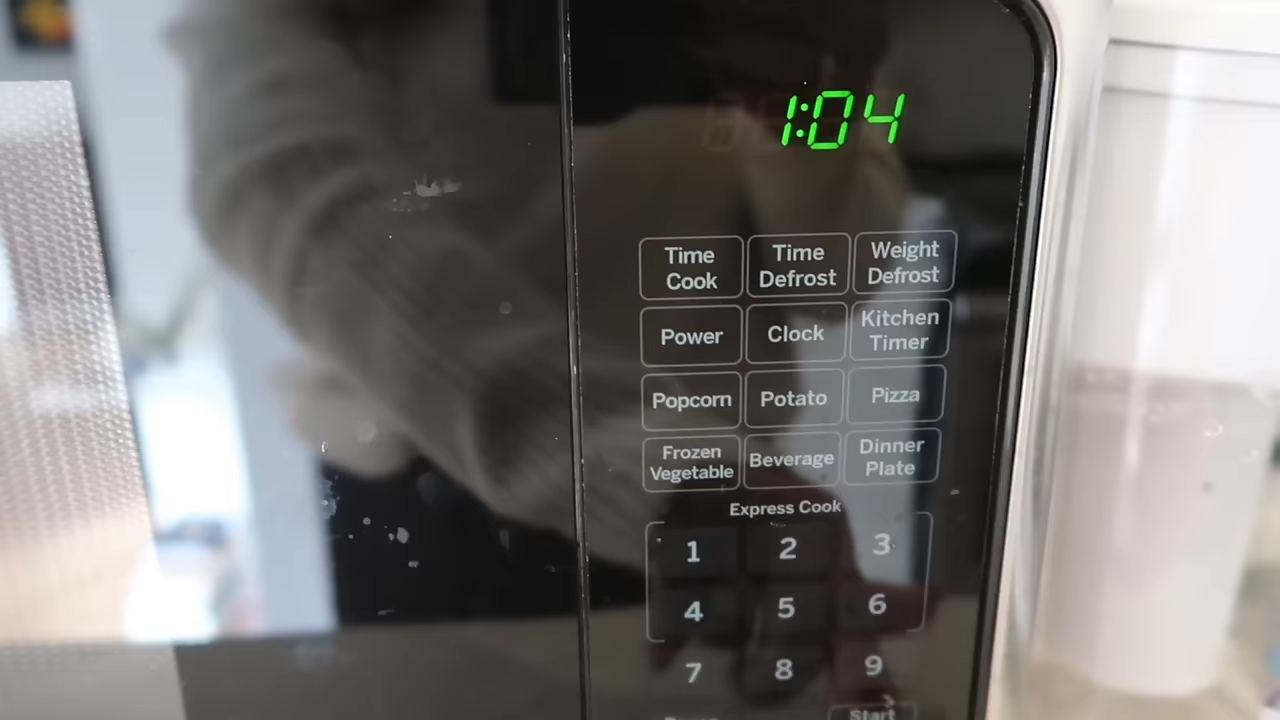 1:04
Time Cook
Time Defrost
Weight Defrost
Power
Clock
Kitchen Timer
Popcorn
Potato
Pizza
Frozen Vegetable
Beverage
Dinner Plate
Express Cook
1 2 3
4 5 6
7 8 9
Start